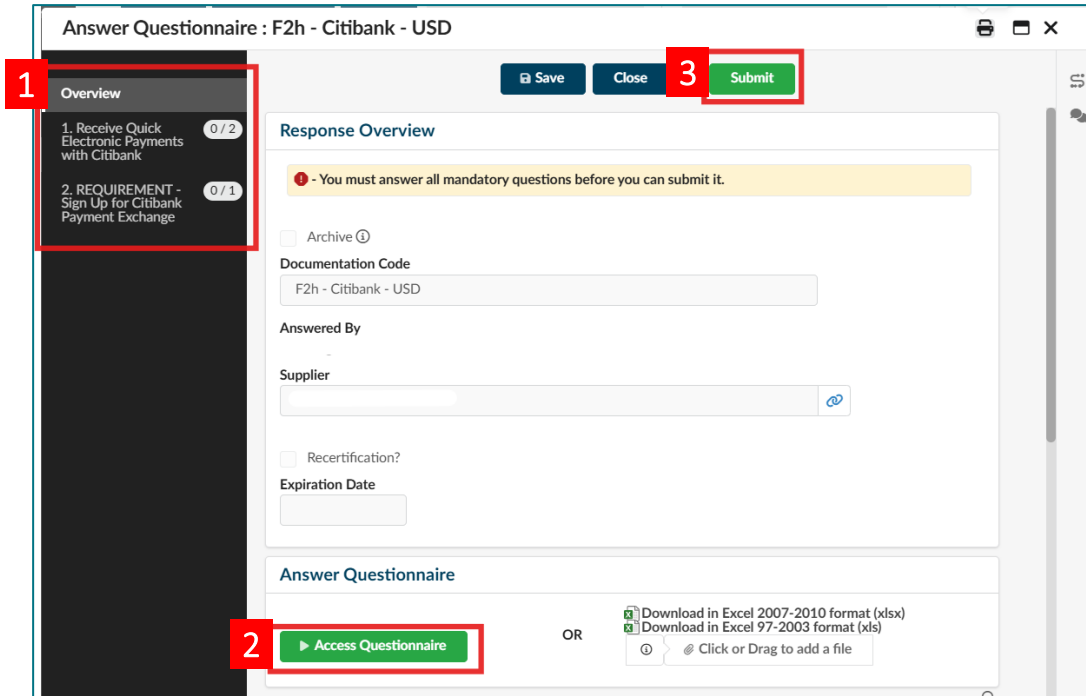 Answer Questionnaire : F2h - Citibank - USD
1
Overview
1. Receive Quick
Electronic Payments
with Citibank
0 / 2
2. REQUIREMENT -
Sign Up for Citibank
Payment Exchange
0 / 1
Save
Close
3
Submit
Response Overview
- You must answer all mandatory questions before you can submit it.
Archive
Documentation Code
F2h - Citibank - USD
Answered By
Supplier
Recertification?
Expiration Date
Answer Questionnaire
2
Access Questionnaire
OR
Download in Excel 2007-2010 format (xlsx)
Download in Excel 97-2003 format (xls)
Click or Drag to add a file